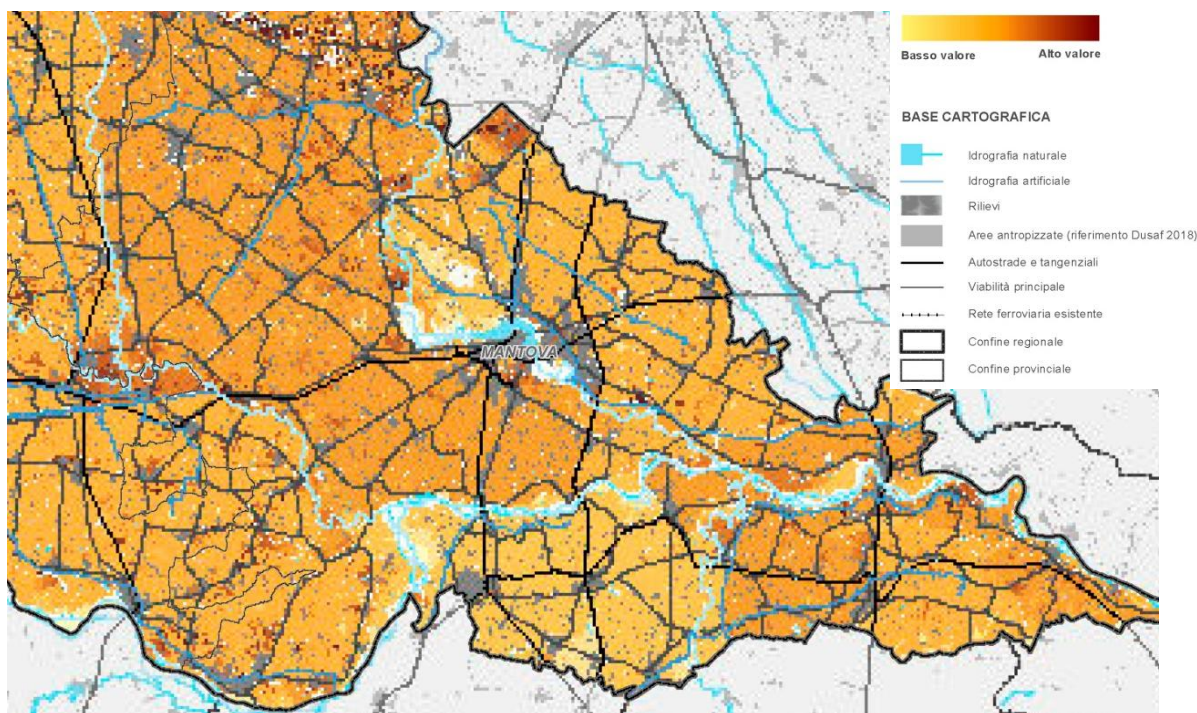 Basso valore Alto valore
BASE CARTOGRAFICA
Idrografia naturale
Idrografia artificiale
Rilievi
Aree antropizzate (riferimento Dusaf 2018)
Autostrade e tangenziali
Viabilità principale
Rete ferroviaria esistente
Confine regionale
Confine provinciale
MANTOVA